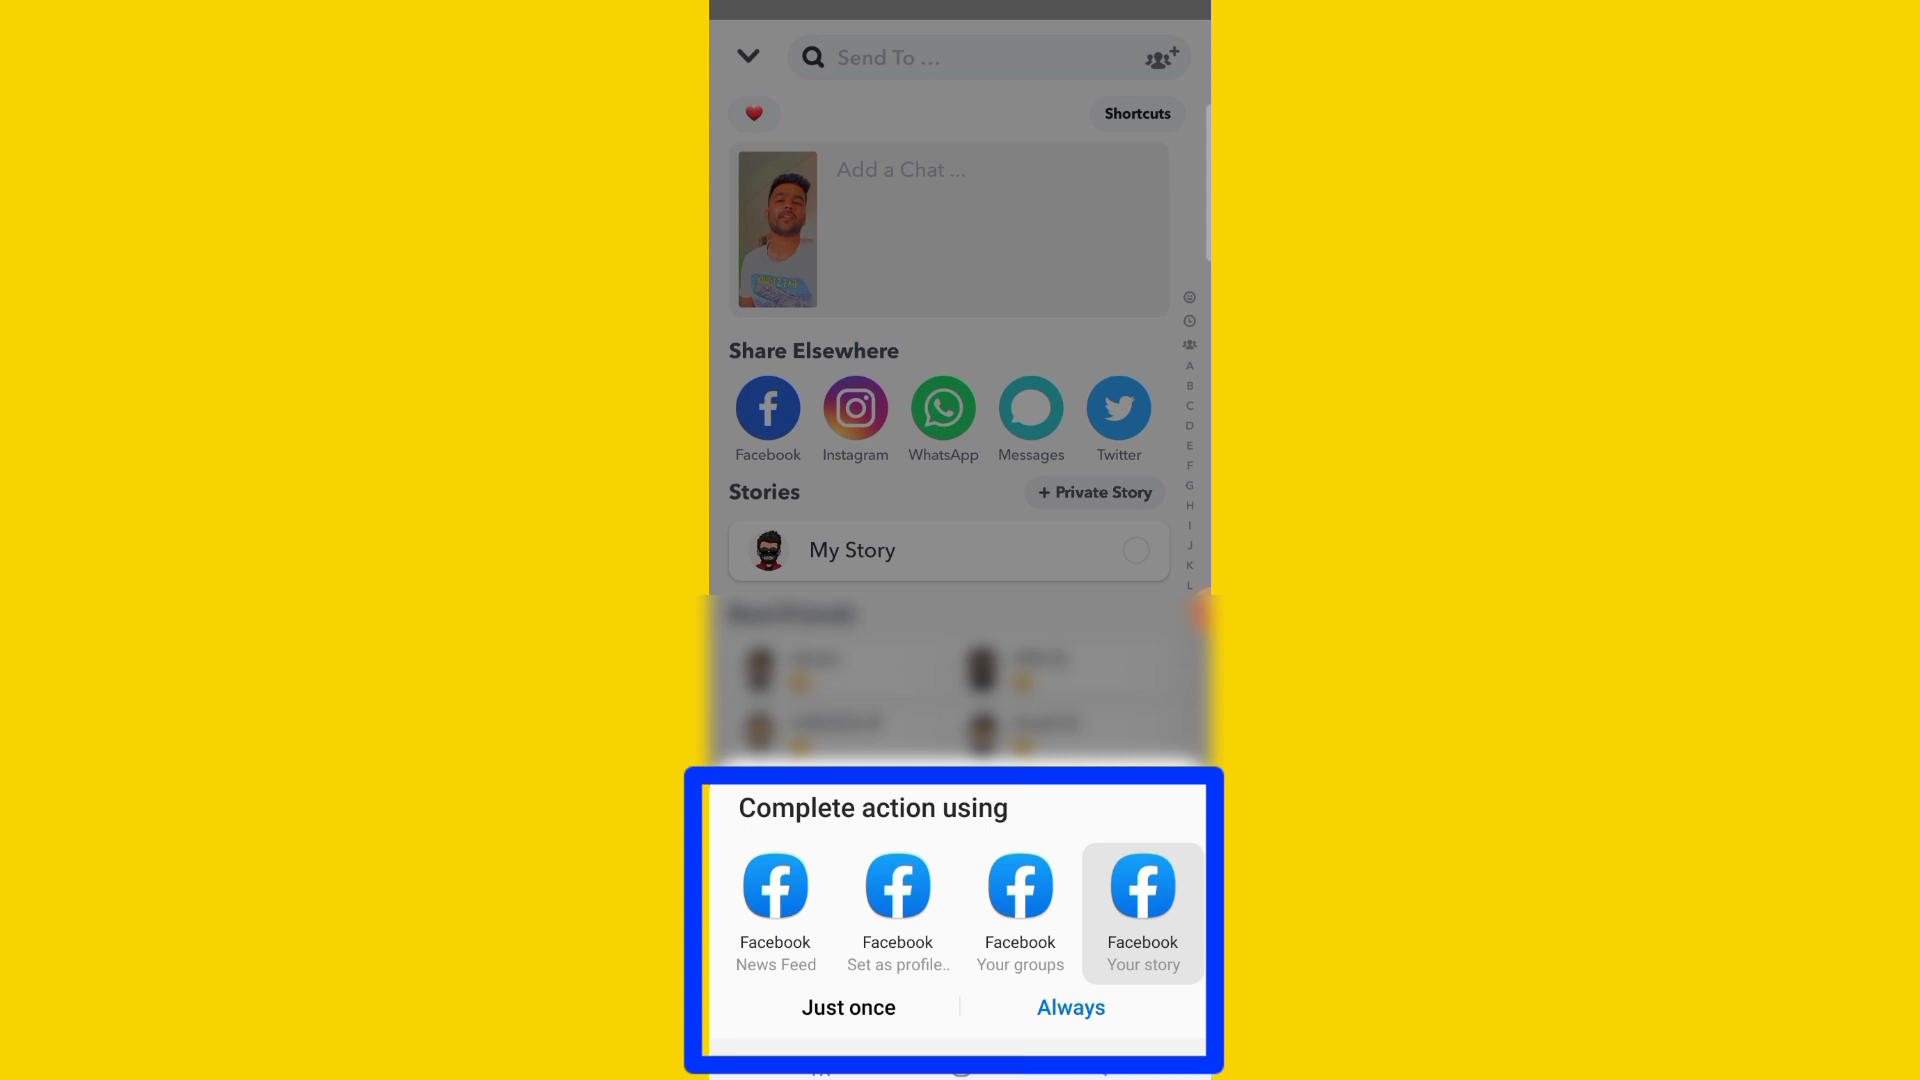 Send To ...
Shortcuts
Add a Chat ...
Share Elsewhere
Facebook
Instagram
WhatsApp
Messages
Twitter
Stories
+ Private Story
My Story
A
B
C
D
E
F
G
H
I
J
K
L
Complete action using
Facebook
News Feed
Facebook
Set as profile..
Facebook
Your groups
Facebook
Your story
Just once
Always